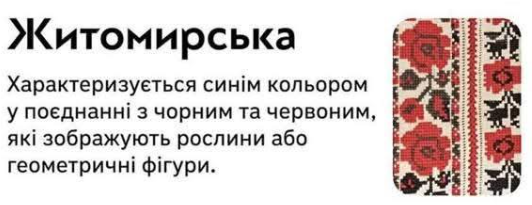 Житомирська
Характеризується синім кольором
у поєднанні з чорним та червоним,
які зображують рослини або
геометричні фігури.